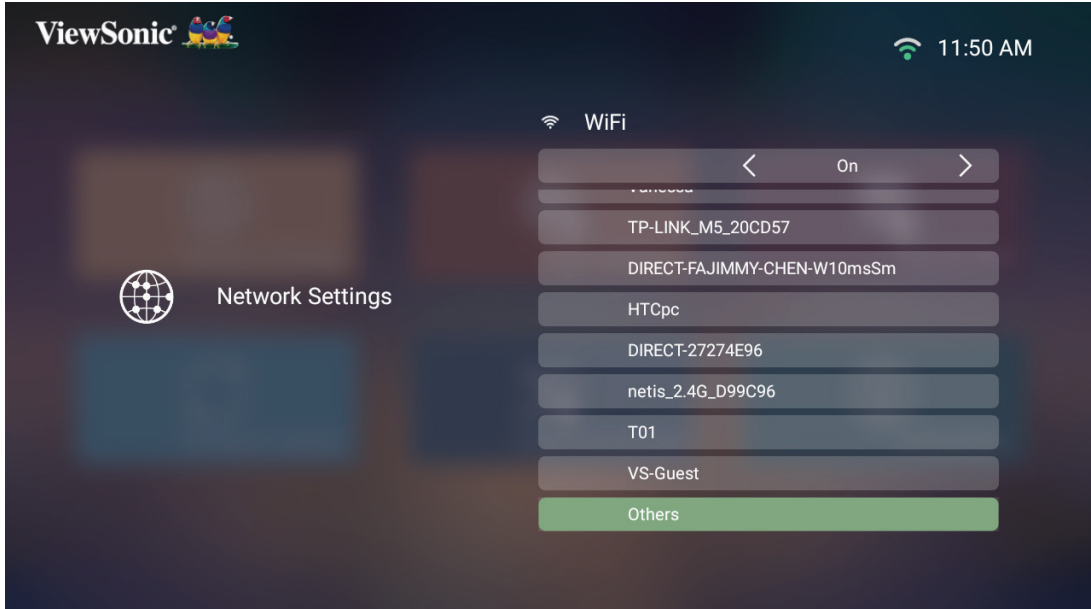 ViewSonic
11:50 AM
WiFi
On
Vanessa
TP-LINK_M5_20CD57
DIRECT-FAJIMMY-CHEN-W10msSm
Network Settings
HTCpc
DIRECT-27274E96
netis_2.4G_D99C96
T01
VS-Guest
Others